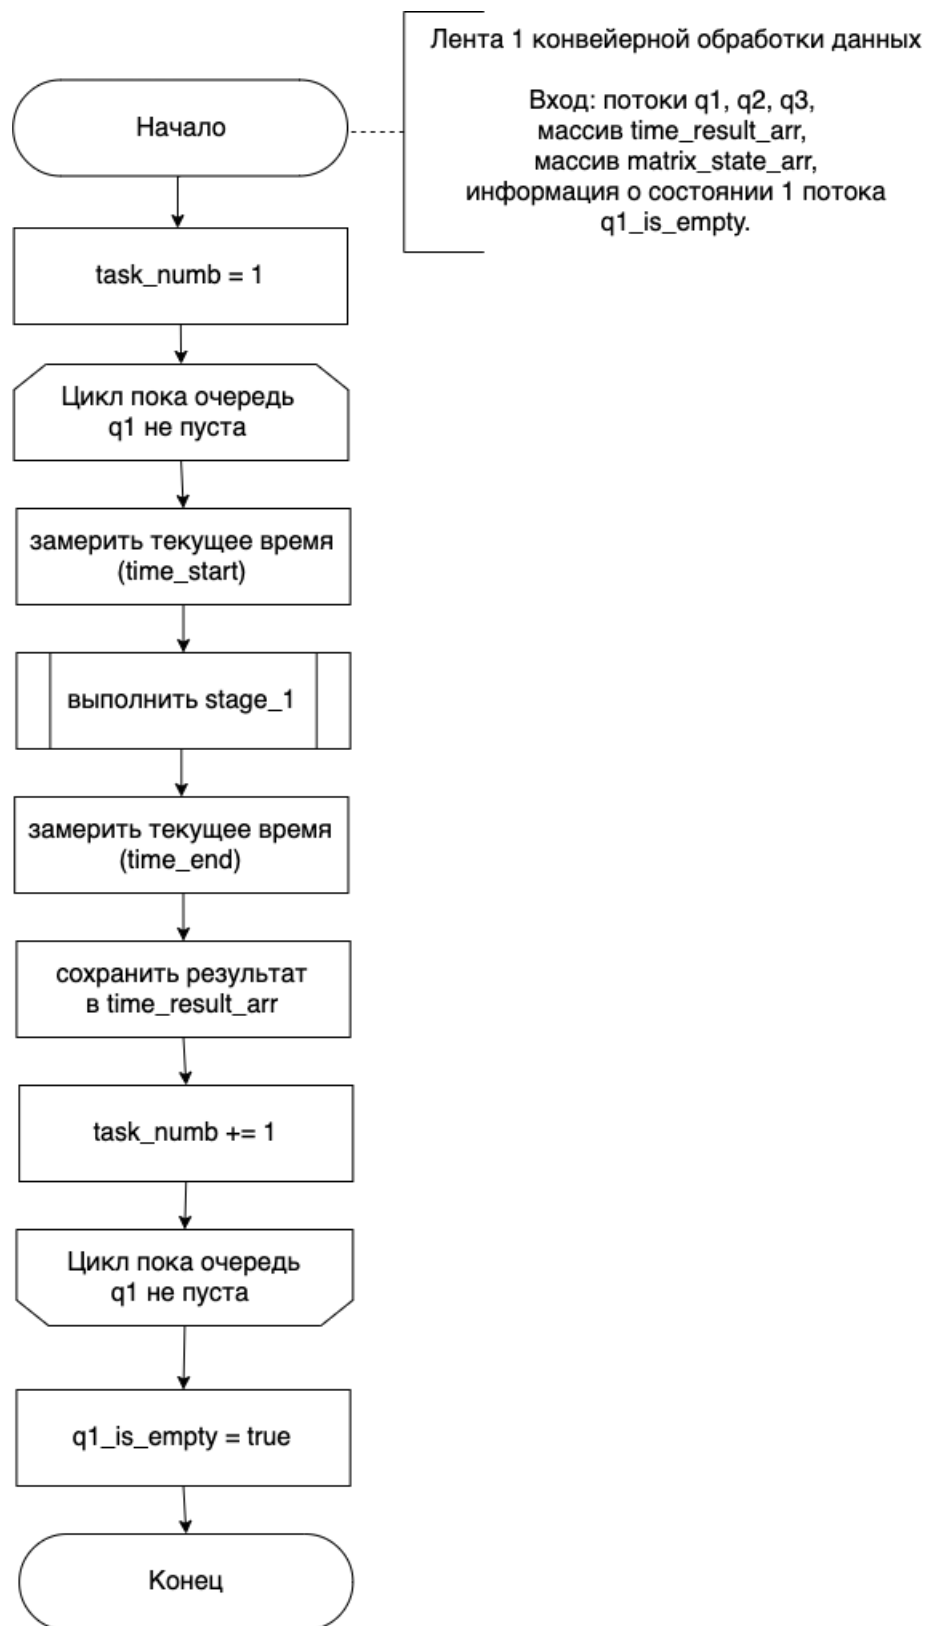 Лента 1 конвейерной обработки данных
Вход: потоки q1, q2, q3,
массив time_result_arr,
массив matrix_state_arr,
информация о состоянии 1 потока
q1_is_empty.
Начало
task_numb = 1
Цикл пока очередь
q1 не пуста
замерить текущее время
(time_start)
выполнить stage_1
замерить текущее время
(time_end)
сохранить результат
в time_result_arr
task_numb += 1
Цикл пока очередь
q1 не пуста
q1_is_empty = true
Конец